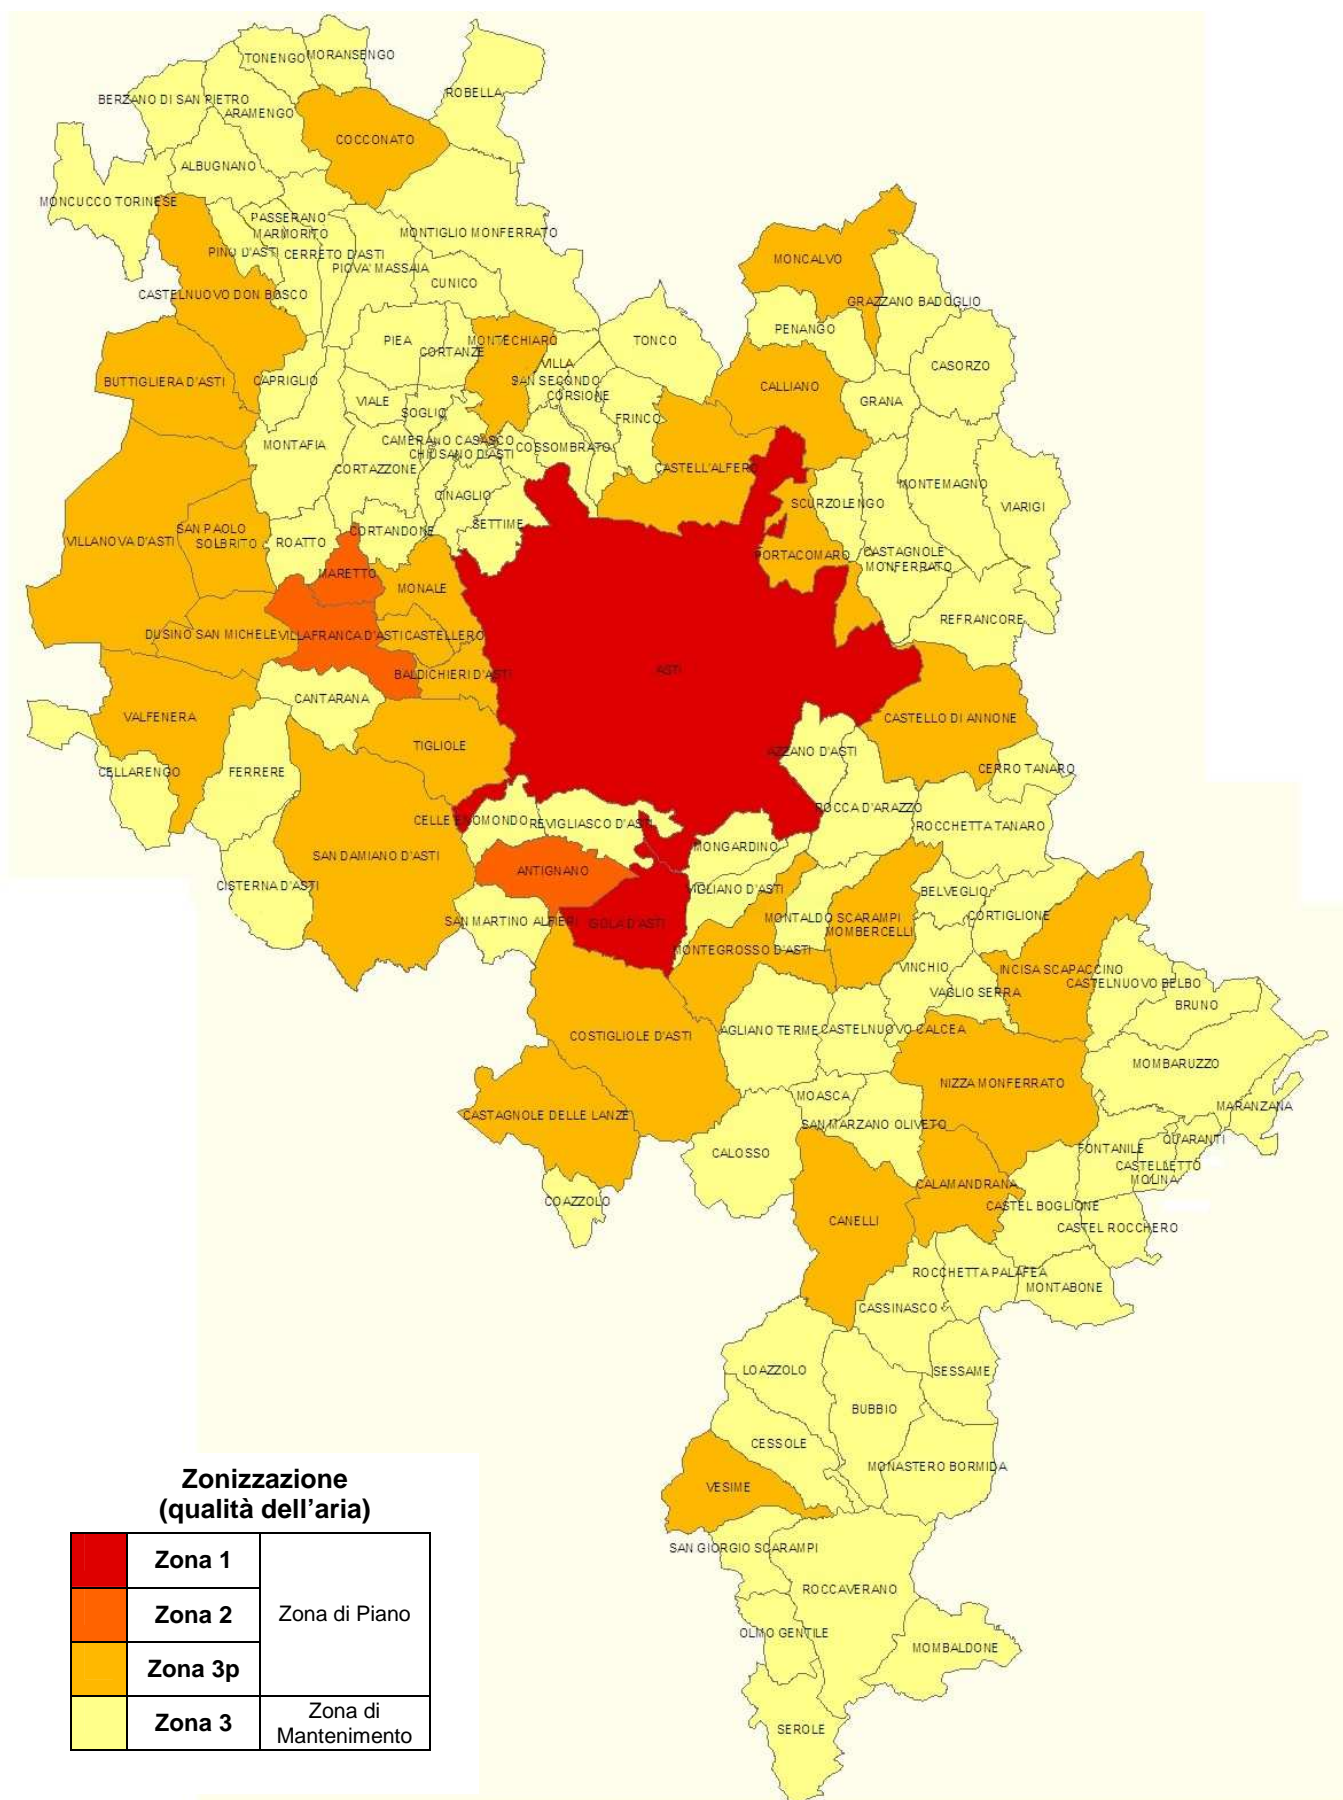 TONENGO
MORANSENGO
BERZANO DI SAN PIETRO
ROBELLA
ARAMENGO
COCCONATO
ALBUGNANO
MONCUCCO TORINESE
PASSERANO
MARMORITO
MONTIGLIO MONFERRATO
PINO D'ASTI
CERRETO D'ASTI
PIOVA' MASSAIA
MONCALVO
CUNICO
CASTELNUOVO DON BOSCO
GRAZZANO BADOGLIO
PENANGO
PIEA
CORTANZE
MONTECHIARO
TONCO
VILLA
SAN SECONDO
CASORZO
BUTTIGLIERA D'ASTI
CAPRIGLIO
CORSIONE
CALLIANO
VIALE
SOGLIO
GRANA
FRINCO
MONTAFIA
CAMERANO CASASCO
COSSOMBRATO
CHIUSANO D'ASTI
CORTAZZONE
CASTELL'ALFERO
MONTEMAGNO
CINAGLIO
SCURZOLENGO
VIARIGI
SETTIME
SAN PAOLO
SOLBRITO
CORTANDONE
VILLANOVA D'ASTI
ROATTO
PORTACOMARO
CASTAGNOLE
MONFERRATO
MARETTO
MONALE
REFRANCORE
DUSINO SAN MICHELE
VILLAFRANCA D'ASTI
CASTELLERO
ASTI
BALDICHIERI D'ASTI
CANTARANA
VALFENERA
CASTELLO DI ANNONE
TIGLIOLE
AZZANO D'ASTI
CELLARENGO
FERRERE
CERRO TANARO
ROCCA D'ARAZZO
CELLE ENOMONDO
REVIGLIASCO D'ASTI
ROCCHETTA TANARO
MONGARDINO
SAN DAMIANO D'ASTI
ANTIGNANO
CISTERNA D'ASTI
VIGLIANO D'ASTI
BELVEGLIO
SAN MARTINO ALFIERI
ISOLA D'ASTI
MONTALDO SCARAMPI
CORTIGLIONE
MOMBERCELLI
MONTEGROSSO D'ASTI
VINCHIO
INCISA SCAPACCINO
CASTELNUOVO BELBO
VAGLIO SERRA
BRUNO
COSTIGLIOLE D'ASTI
AGLIANO TERME
CASTELNUOVO CALCEA
MOMBARUZZO
NIZZA MONFERRATO
MOASCA
MARANZANA
CASTAGNOLE DELLE LANZE
SAN MARZANO OLIVETO
QUARANTI
CALOSSO
FONTANILE
CASTELLETTO
MOLINA
CALAMANDRANA
COAZZOLO
CASTEL BOGLIONE
CANELLI
CASTEL ROCCHERO
ROCCHETTA PALAFEA
MONTABONE
CASSINASCO
LOAZZOLO
SESSAME
BUBBIO
CESSOLE
MONASTERO BORMIDA
VESIME
SAN GIORGIO SCARAMPI
ROCCAVERANO
OLMO GENTILE
MOMBALDONE
SEROLE
Zonizzazione
(qualità dell'aria)
Zona 1
Zona 2
Zona di Piano
Zona 3p
Zona 3
Zona di
Mantenimento